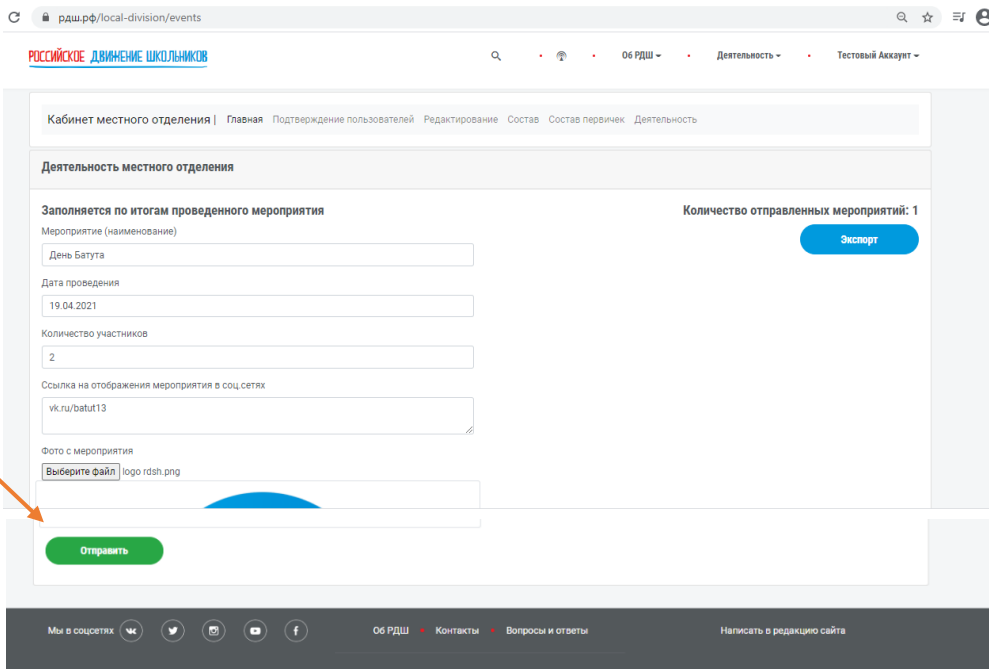 рдш.рф/local-division/events
РОССИЙСКОЕ ДВИЖЕНИЕ ШКОЛЬНИКОВ
Об РДШ
Деятельность
Тестовый Аккаунт
Кабинет местного отделения | Главная Подтверждение пользователей Редактирование Состав Состав первичек Деятельность
Деятельность местного отделения
Заполняется по итогам проведенного мероприятия
Количество отправленных мероприятий: 1
Экспорт
Мероприятие (наименование)
День Батута
Дата проведения
19.04.2021
Количество участников
2
Ссылка на отображения мероприятия в соц.сетях
vk.ru/batut13
Фото с мероприятия
Выберите файл logo rdsh.png
Отправить
Мы в соцсетях
Об РДШ
Контакты
Вопросы и ответы
Написать в редакцию сайта